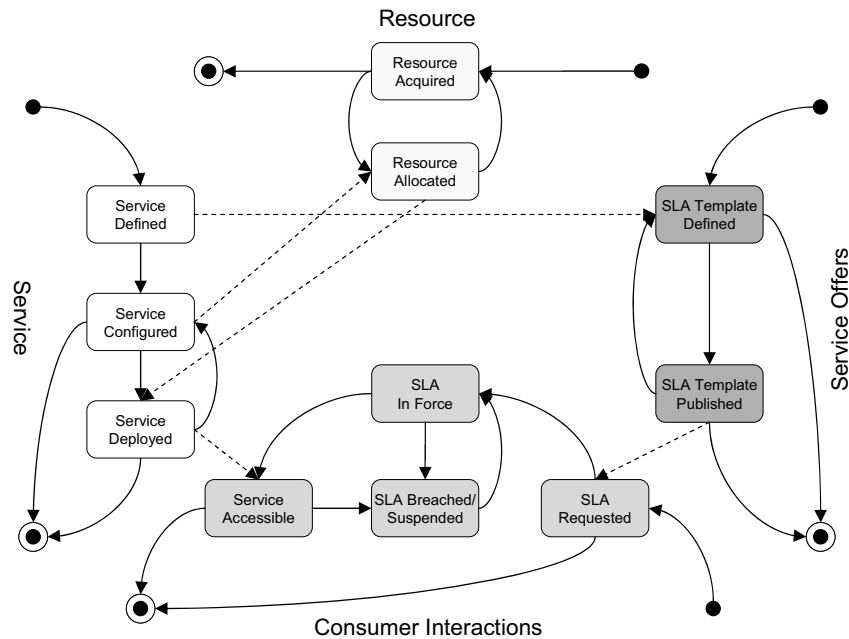 Resource
Resource
Acquired
Resource
Allocated
Service
Defined
SLA Template
Defined
Service
Service
Configured
Service Offers
SLA
In Force
SLA Template
Published
Service
Deployed
Service
Accessible
SLA Breached/
Suspended
SLA
Requested
Consumer Interactions